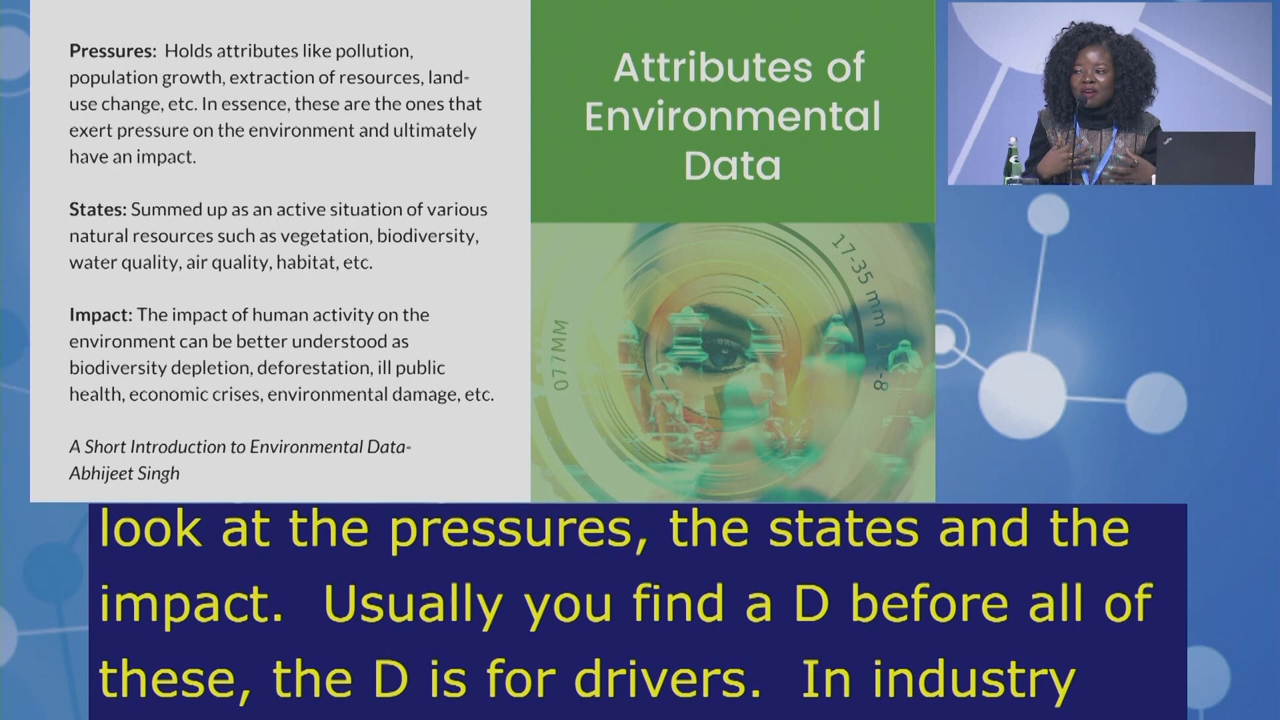 Pressures: Holds attributes like pollution,
population growth, extraction of resources, land-
use change, etc. In essence, these are the ones that
exert pressure on the environment and ultimately
have an impact.
States: Summed up as an active situation of various
natural resources such as vegetation, biodiversity,
water quality, air quality, habitat, etc.
Impact: The impact of human activity on the
environment can be better understood as
biodiversity depletion, deforestation, ill public
health, economic crises, environmental damage, etc.
A Short Introduction to Environmental Data-
Abhijeet Singh
Attributes of
Environmental
Data
077MM
17-35 mm
look at the pressures, the states and the
impact. Usually you find a D before all of
these, the D is for drivers. In industry